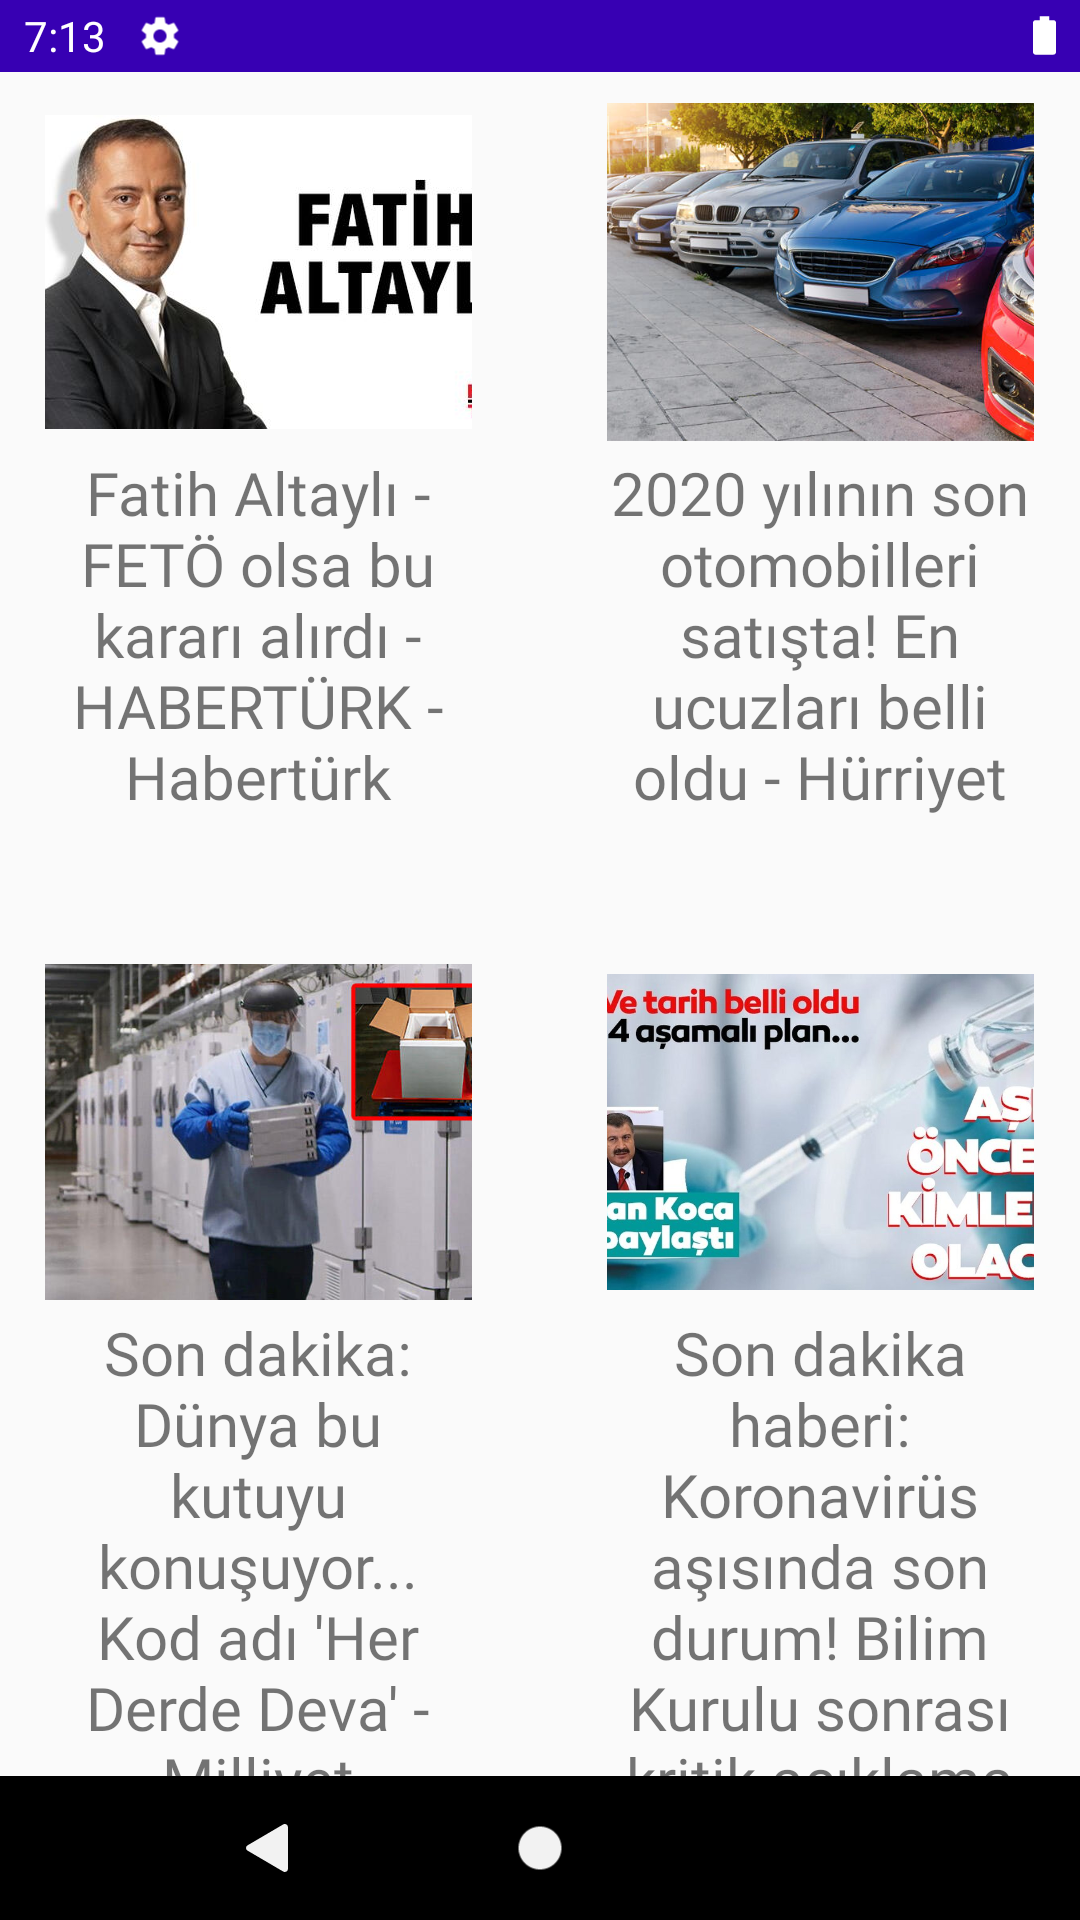 7:13
FATİH
ALTAYL
Fatih Altaylı -
FETÖ olsa bu
kararı alırdı -
HABERTÜRK -
Habertürk
2020 yılının son
otomobilleri
satışta! En
ucuzları belli
oldu - Hürriyet
Ve tarih belli oldu
4 aşamalı plan...
AŞI
ÖNCE
KİMLE
OLAC
an Koca
paylaştı
Son dakika:
Dünya bu
kutuyu
konuşuyor...
Kod adı 'Her
Derde Deva' -
Milliyet
Son dakika
haberi:
Koronavirüs
aşısında son
durum! Bilim
Kurulu sonrası
kritik açıklama